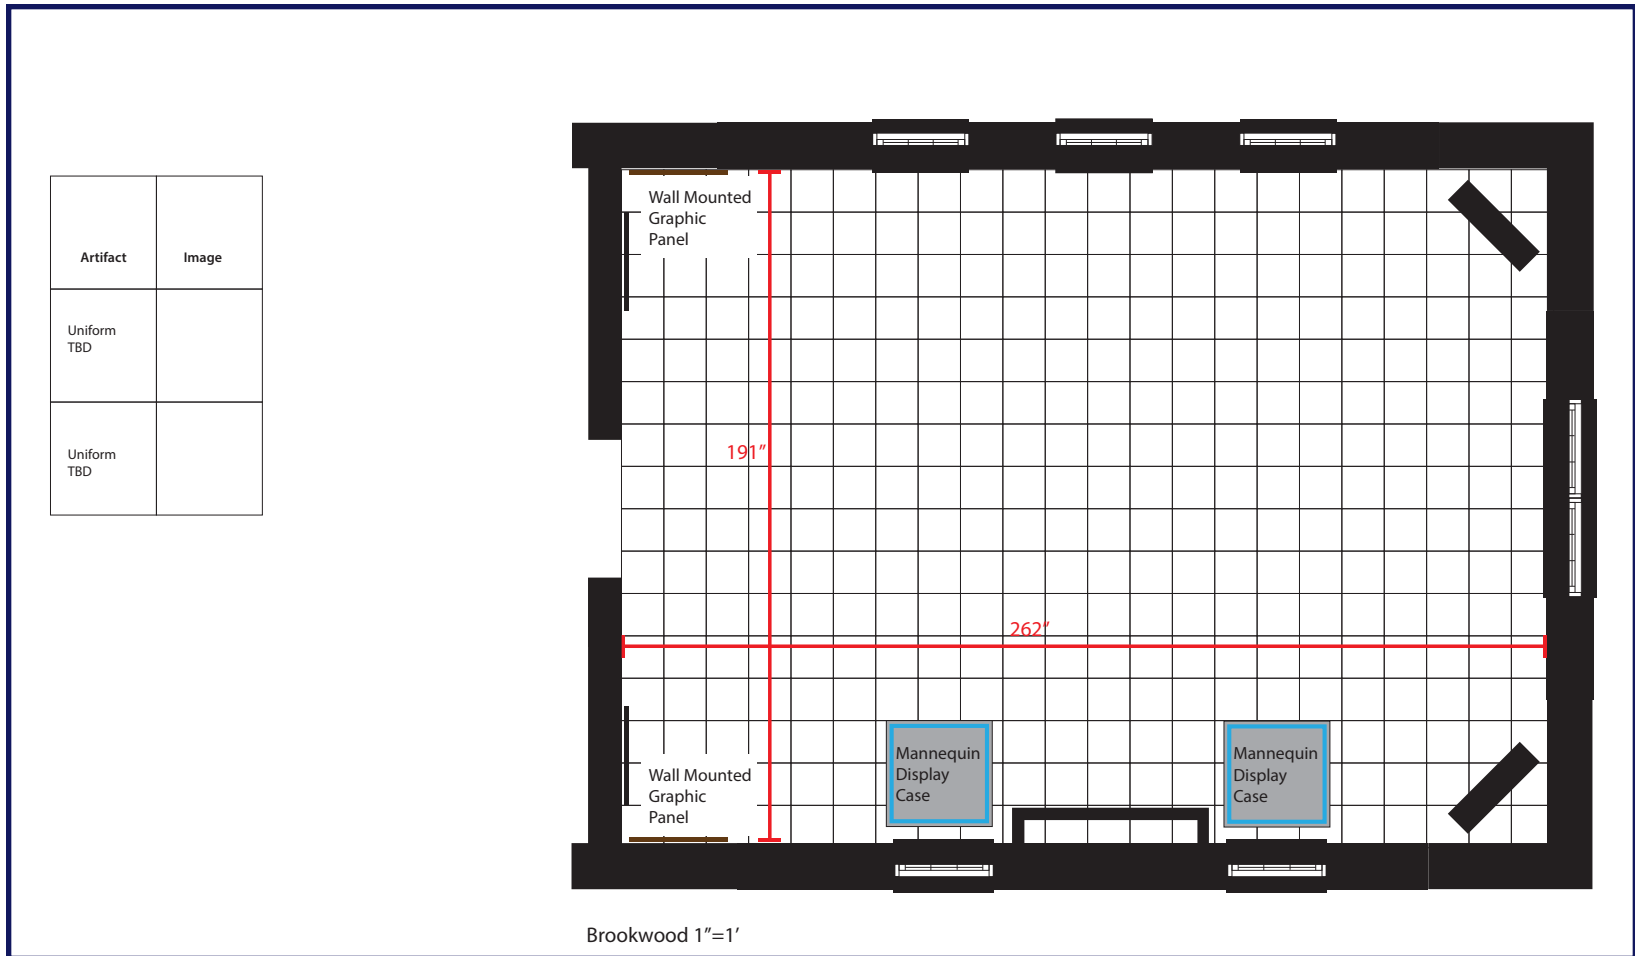 Artifact
Image
Uniform
TBD
Uniform
TBD
Wall Mounted
Graphic
Panel
191”
262”
Wall Mounted
Graphic
Panel
Mannequin
Display
Case
Mannequin
Display
Case
Brookwood 1”=1’